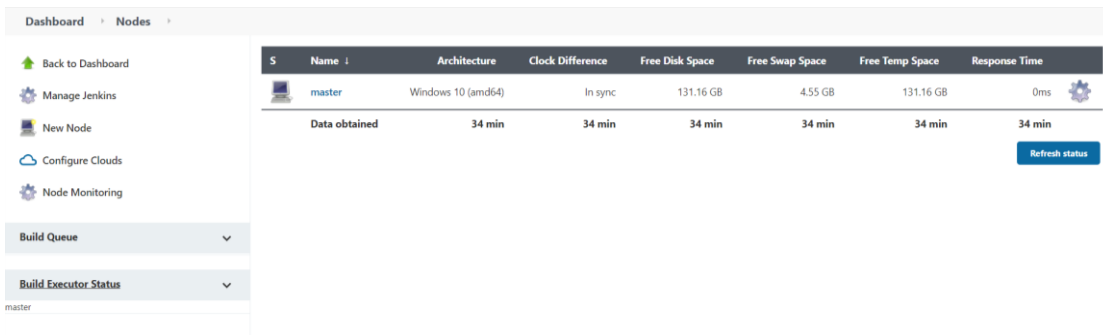 Dashboard Nodes
Back to Dashboard
Manage Jenkins
New Node
Configure Clouds
Node Monitoring
Build Queue
Build Executor Status
master
S Name ↓ Architecture Clock Difference Free Disk Space Free Swap Space Free Temp Space Response Time
master Windows 10 (amd64) In sync 131.16 GB 4.55 GB 131.16 GB 0ms
Data obtained 34 min 34 min 34 min 34 min 34 min 34 min
Refresh status